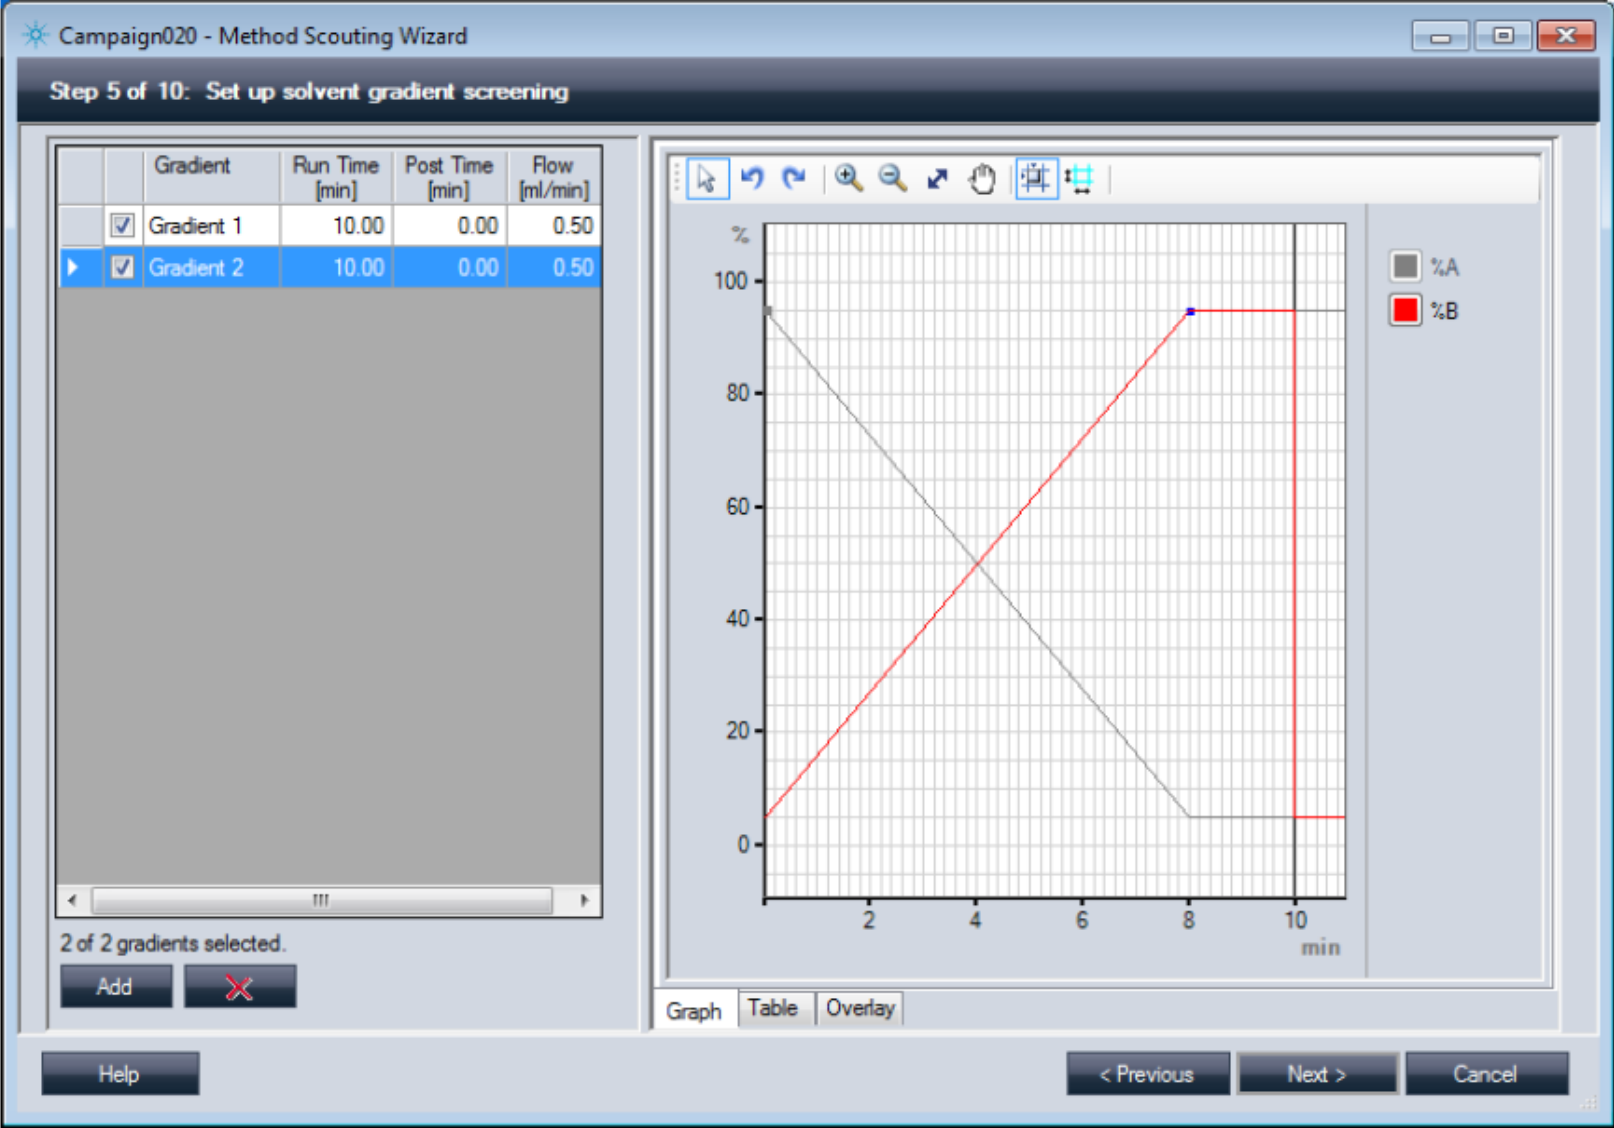 Campaign020 - Method Scouting Wizard
Step 5 of 10: Set up solvent gradient screening
Gradient Run Time [min] Post Time [min] Flow [ml/min]
Gradient 1 10.00 0.00 0.50
Gradient 2 10.00 0.00 0.50
2 of 2 gradients selected.
Add
%
100
80
60
40
20
0
2 4 6 8 10
min
%A
%B
Graph Table Overlay
Help < Previous Next > Cancel